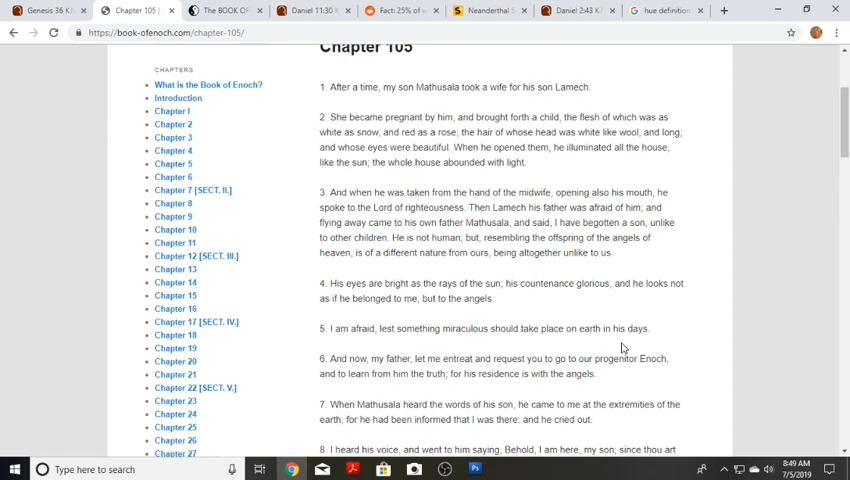 Genesis 36 KJ
Chapter 105 |
The BOOK OF
Daniel 11:30 K
Fact: 25% of w
Neanderthal S
Daniel 2:43 KJ
hue definition
https://book-ofenoch.com/chapter-105/
Chapter 105
CHAPTERS
What is the Book of Enoch?
Introduction
Chapter I
Chapter 2
Chapter 3
Chapter 4
Chapter 5
Chapter 6
Chapter 7 [SECT. II.]
Chapter 8
Chapter 9
Chapter 10
Chapter 11
Chapter 12 [SECT. III.]
Chapter 13
Chapter 14
Chapter 15
Chapter 16
Chapter 17 [SECT. IV.]
Chapter 18
Chapter 19
Chapter 20
Chapter 21
Chapter 22 [SECT. V.]
Chapter 23
Chapter 24
Chapter 25
Chapter 26
Chapter 27
1. After a time, my son Mathusala took a wife for his son Lamech.
2. She became pregnant by him, and brought forth a child, the flesh of which was as
white as snow, and red as a rose; the hair of whose head was white like wool, and long;
and whose eyes were beautiful. When he opened them, he illuminated all the house,
like the sun; the whole house abounded with light.
3. And when he was taken from the hand of the midwife, opening also his mouth, he
spoke to the Lord of righteousness. Then Lamech his father was afraid of him; and
flying away came to his own father Mathusala, and said, I have begotten a son, unlike
to other children. He is not human; but, resembling the offspring of the angels of
heaven, is of a different nature from ours, being altogether unlike to us.
4. His eyes are bright as the rays of the sun; his countenance glorious, and he looks not
as if he belonged to me, but to the angels.
5. I am afraid, lest something miraculous should take place on earth in his days.
6. And now, my father, let me entreat and request you to go to our progenitor Enoch,
and to learn from him the truth; for his residence is with the angels.
7. When Mathusala heard the words of his son, he came to me at the extremities of the
earth; for he had been informed that I was there: and he cried out.
8. I heard his voice, and went to him saying, Behold, I am here, my son; since thou art
Type here to search
Ps
8:49 AM
7/5/2019